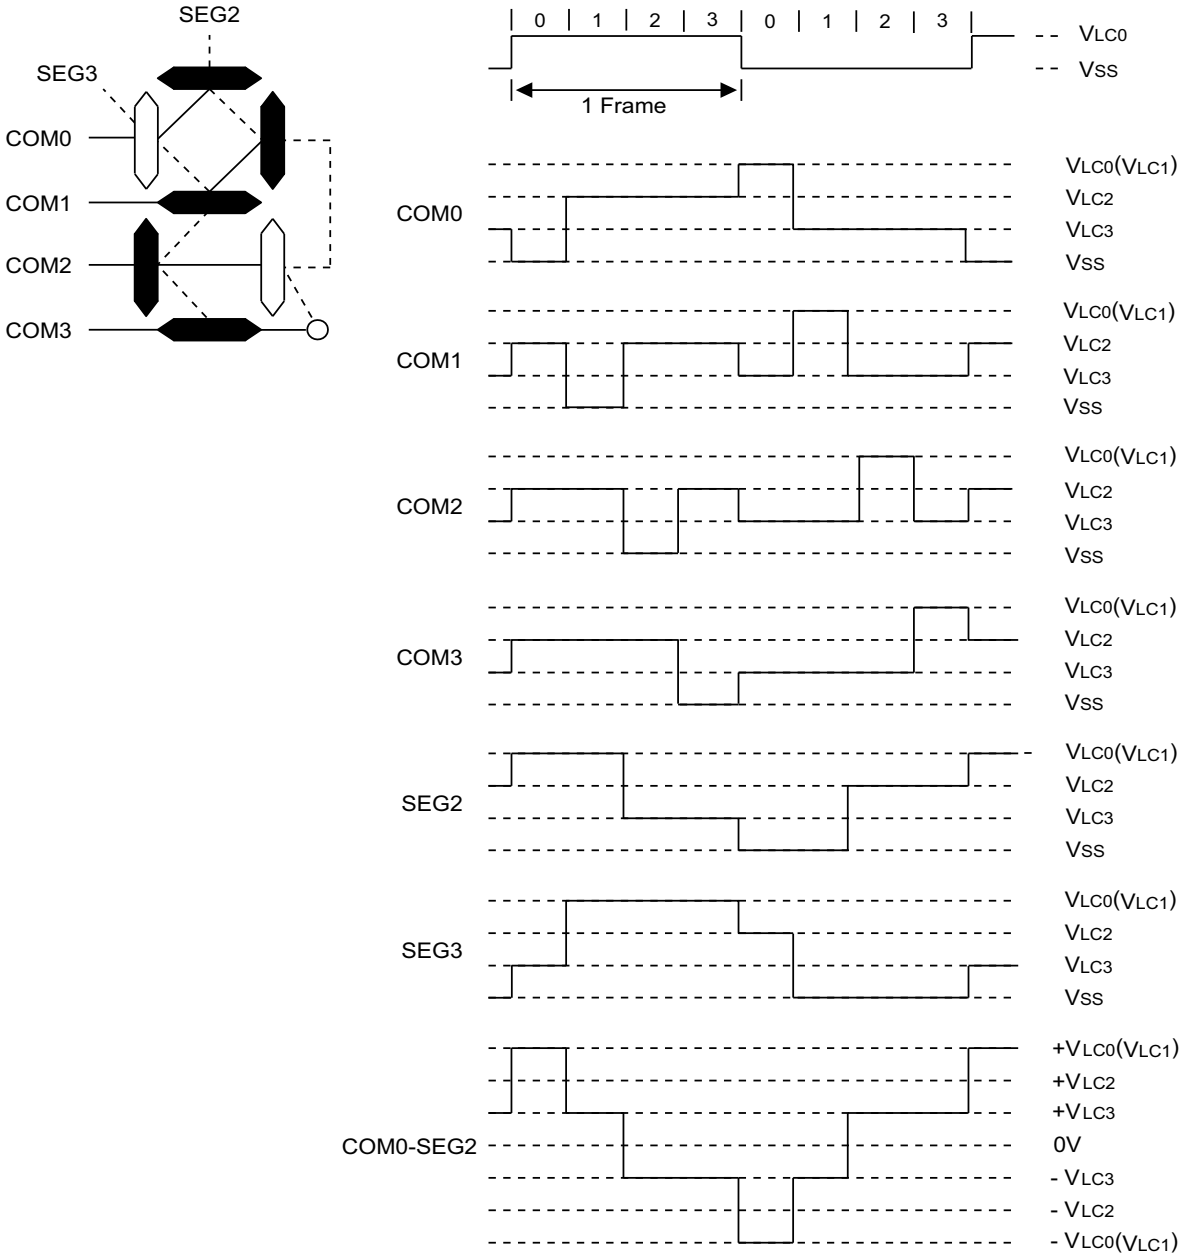 SEG2
SEG3
COM0
COM1
COM2
COM3
| 0 | 1 | 2 | 3 | 0 | 1 | 2 | 3 |
VLC0
VSS
1 Frame
COM0
VLC0(VLC1)
VLC2
VLC3
VSS
COM1
VLC0(VLC1)
VLC2
VLC3
VSS
COM2
VLC0(VLC1)
VLC2
VLC3
VSS
COM3
VLC0(VLC1)
VLC2
VLC3
VSS
SEG2
VLC0(VLC1)
VLC2
VLC3
VSS
SEG3
VLC0(VLC1)
VLC2
VLC3
VSS
COM0-SEG2
+VLC0(VLC1)
+VLC2
+VLC3
0V
- VLC3
- VLC2
- VLC0(VLC1)